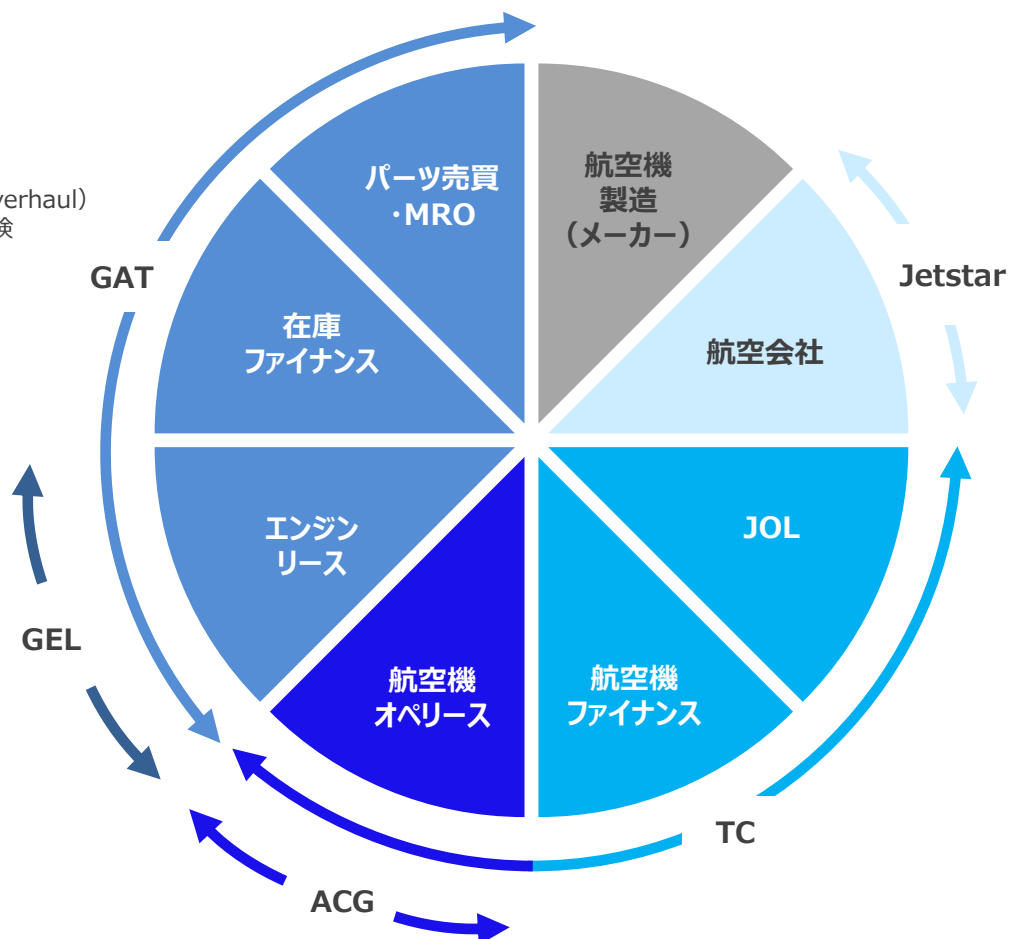 verhaul）
険
GAT
GEL
ACG
TC
Jetstar
パーツ売買
・MRO
航空機
製造
（メーカー）
在庫
ファイナンス
航空会社
エンジン
リース
JOL
航空機
オペリース
航空機
ファイナンス